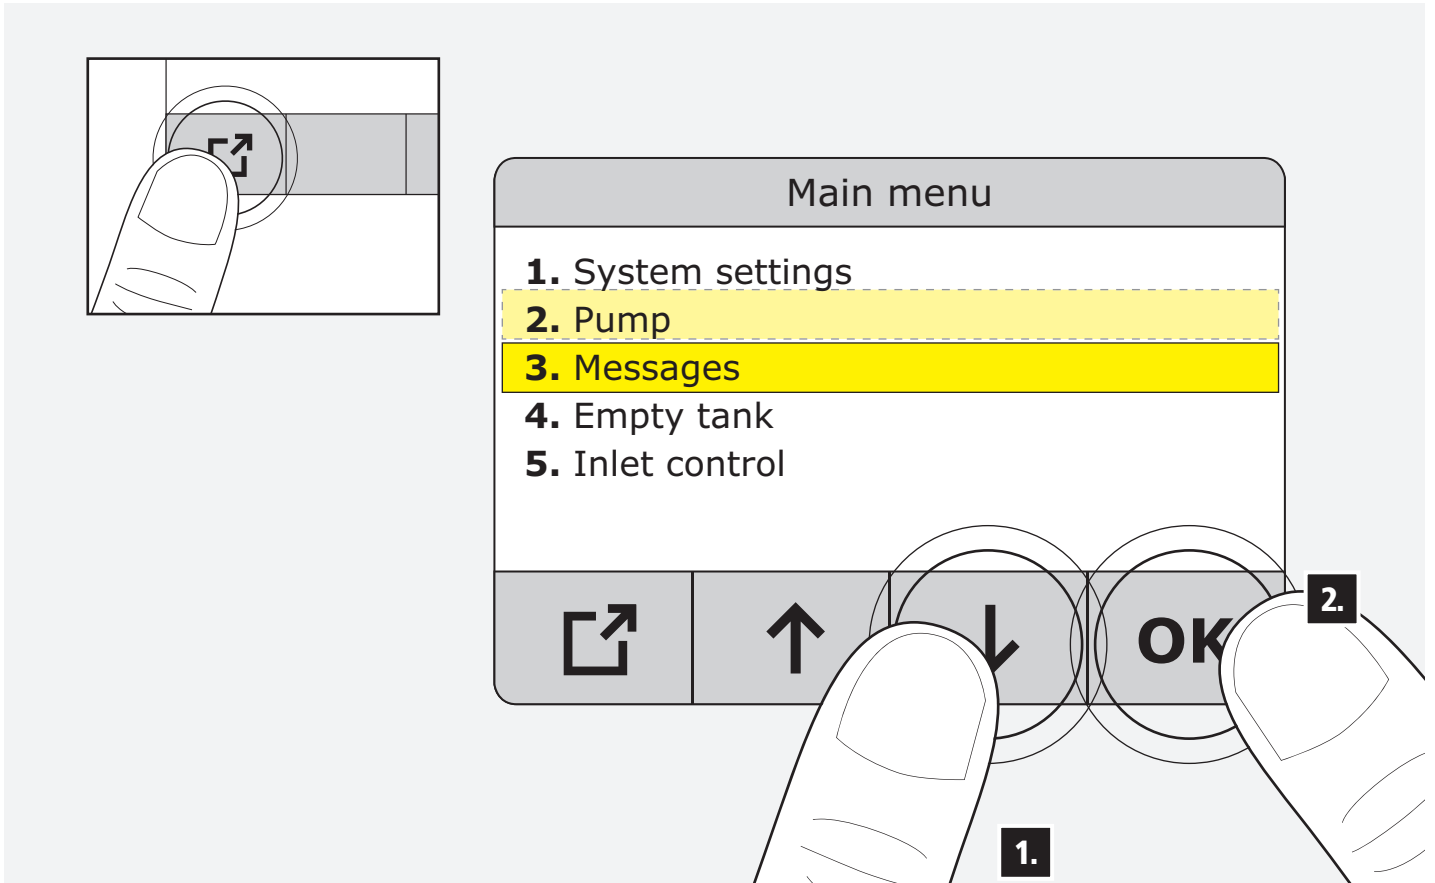 Main menu
1. System settings
2. Pump
3. Messages
4. Empty tank
5. Inlet control
OK
2.
1.